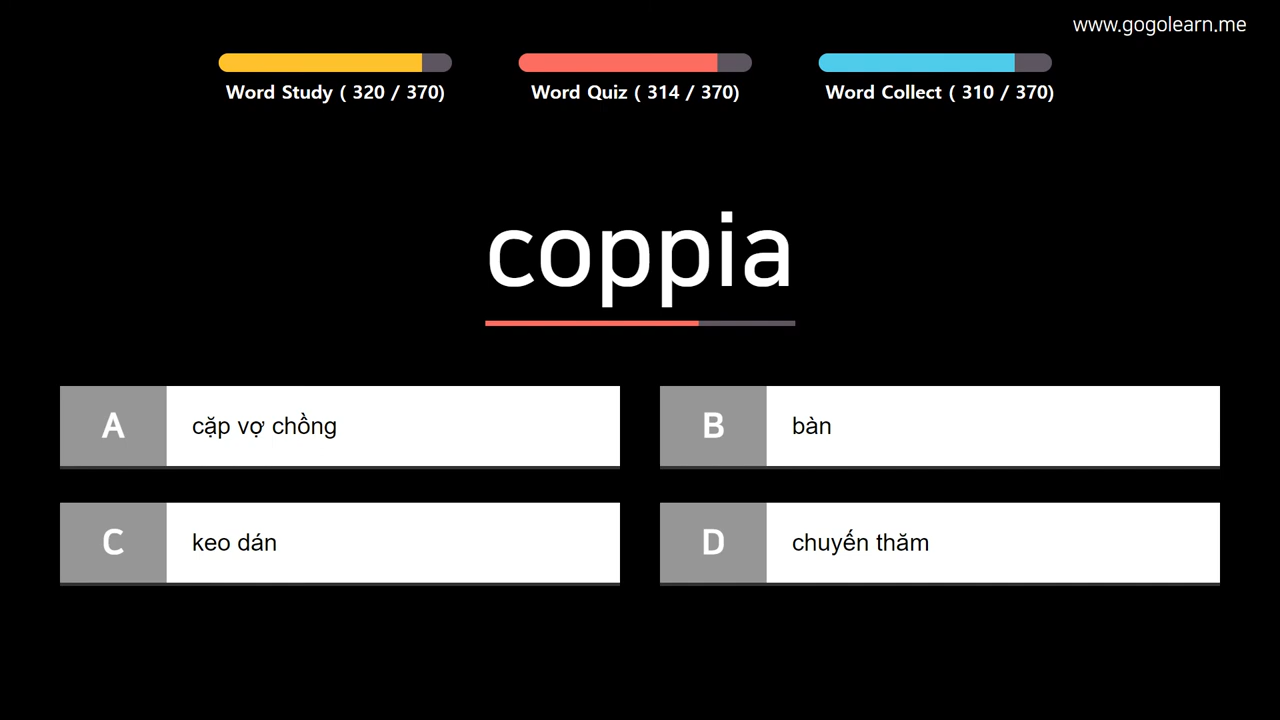 www.gogolearn.me
Word Study ( 320 / 370)
Word Quiz ( 314 / 370)
Word Collect ( 310 / 370)
coppia
A cặp vợ chồng
B bàn
C keo dán
D chuyến thăm